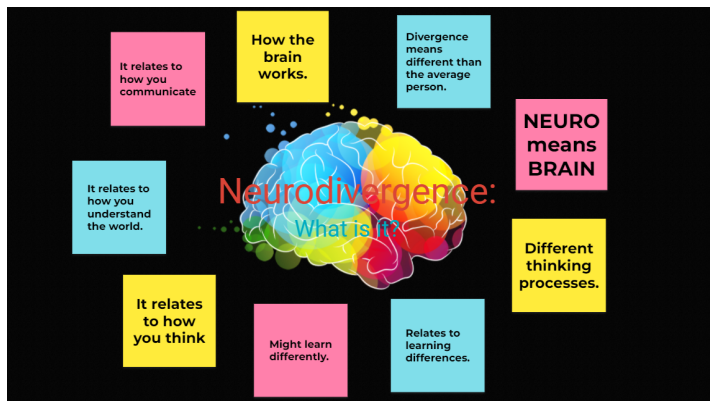 How the
brain
works.
Divergence
means
different than
the average
person.
It relates to
how you
communicate
NEURO
means
BRAIN
Neurodivergence:
What is it?
It relates to
how you
understand
the world.
Different
thinking
processes.
It relates
to how
you think
Might learn
differently.
Relates to
learning
differences.